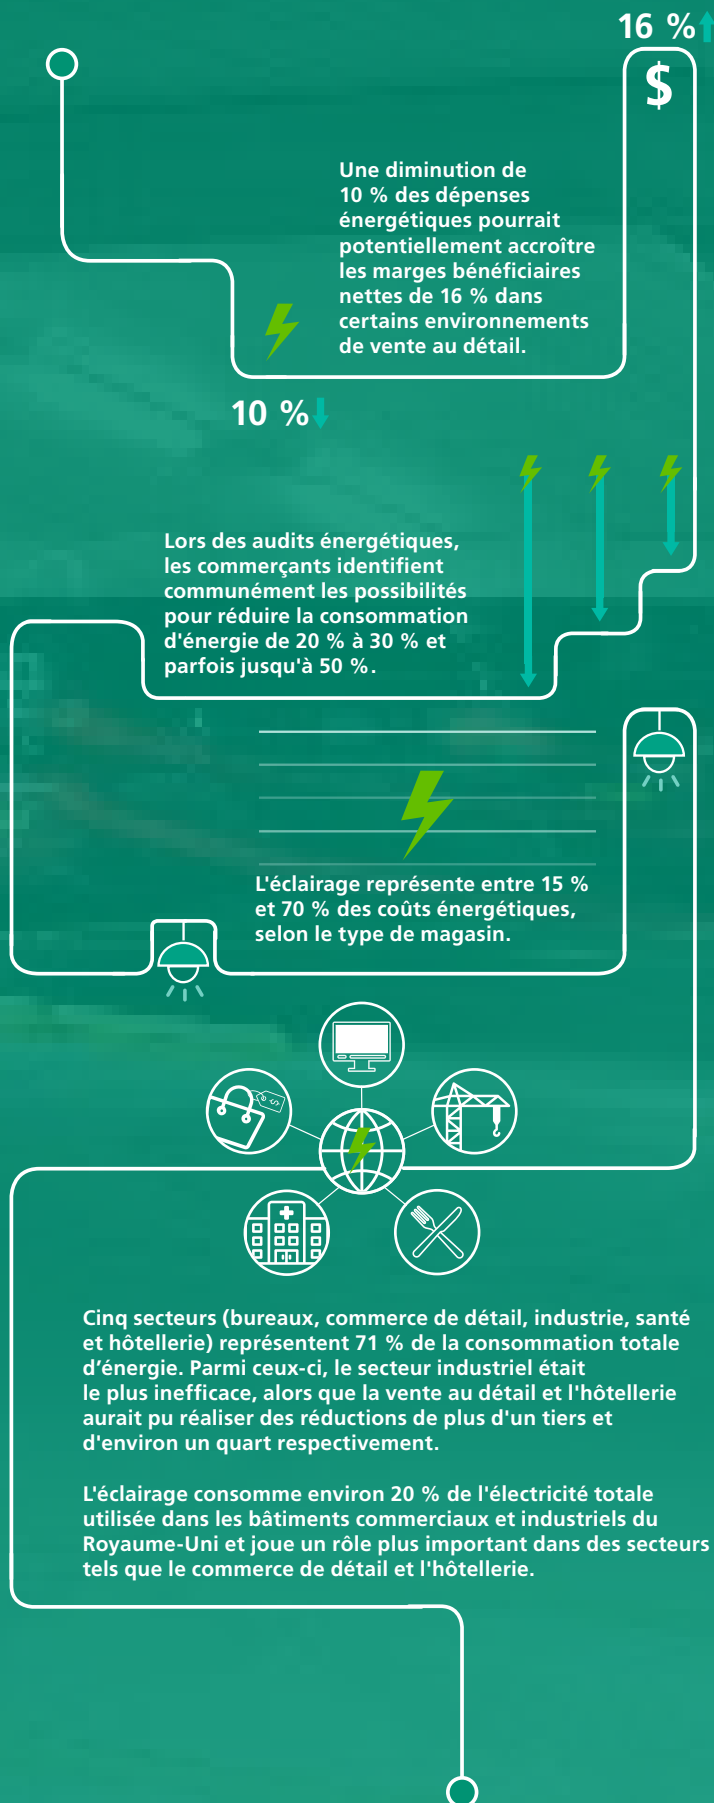 16 %
$
Une diminution de
10 % des dépenses
énergétiques pourrait
potentiellement accroître
les marges bénéficiaires
nettes de 16 % dans
certains environnements
de vente au détail.
10 %
Lors des audits énergétiques,
les commerçants identifient
communément les possibilités
pour réduire la consommation
d'énergie de 20 % à 30 % et
parfois jusqu'à 50 %.
L'éclairage représente entre 15 %
et 70 % des coûts énergétiques,
selon le type de magasin.
Cinq secteurs (bureaux, commerce de détail, industrie, santé
et hôtellerie) représentent 71 % de la consommation totale
d’énergie. Parmi ceux-ci, le secteur industriel était
le plus inefficace, alors que la vente au détail et l'hôtellerie
aurait pu réaliser des réductions de plus d'un tiers et
d'environ un quart respectivement.
L'éclairage consomme environ 20 % de l'électricité totale
utilisée dans les bâtiments commerciaux et industriels du
Royaume-Uni et joue un rôle plus important dans des secteurs
tels que le commerce de détail et l'hôtellerie.